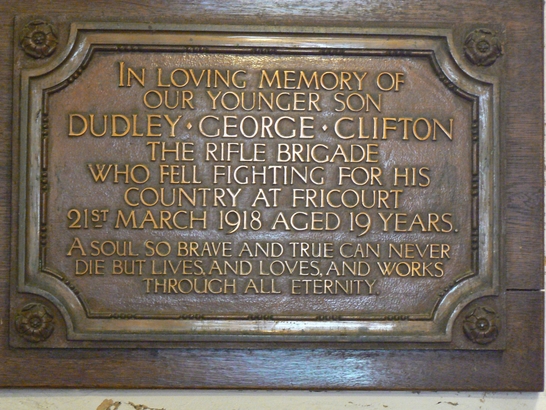 IN LOVING MEMORY OF
OUR YOUNGER SON
DUDLEY · GEORGE · CLIFTON
THE RIFLE BRIGADE
WHO FELL FIGHTING FOR HIS
COUNTRY AT FRICOURT
21ST MARCH 1918 AGED 19 YEARS.
A SOUL SO BRAVE AND TRUE CAN NEVER
DIE BUT LIVES, AND LOVES, AND WORKS
THROUGH ALL ETERNITY.